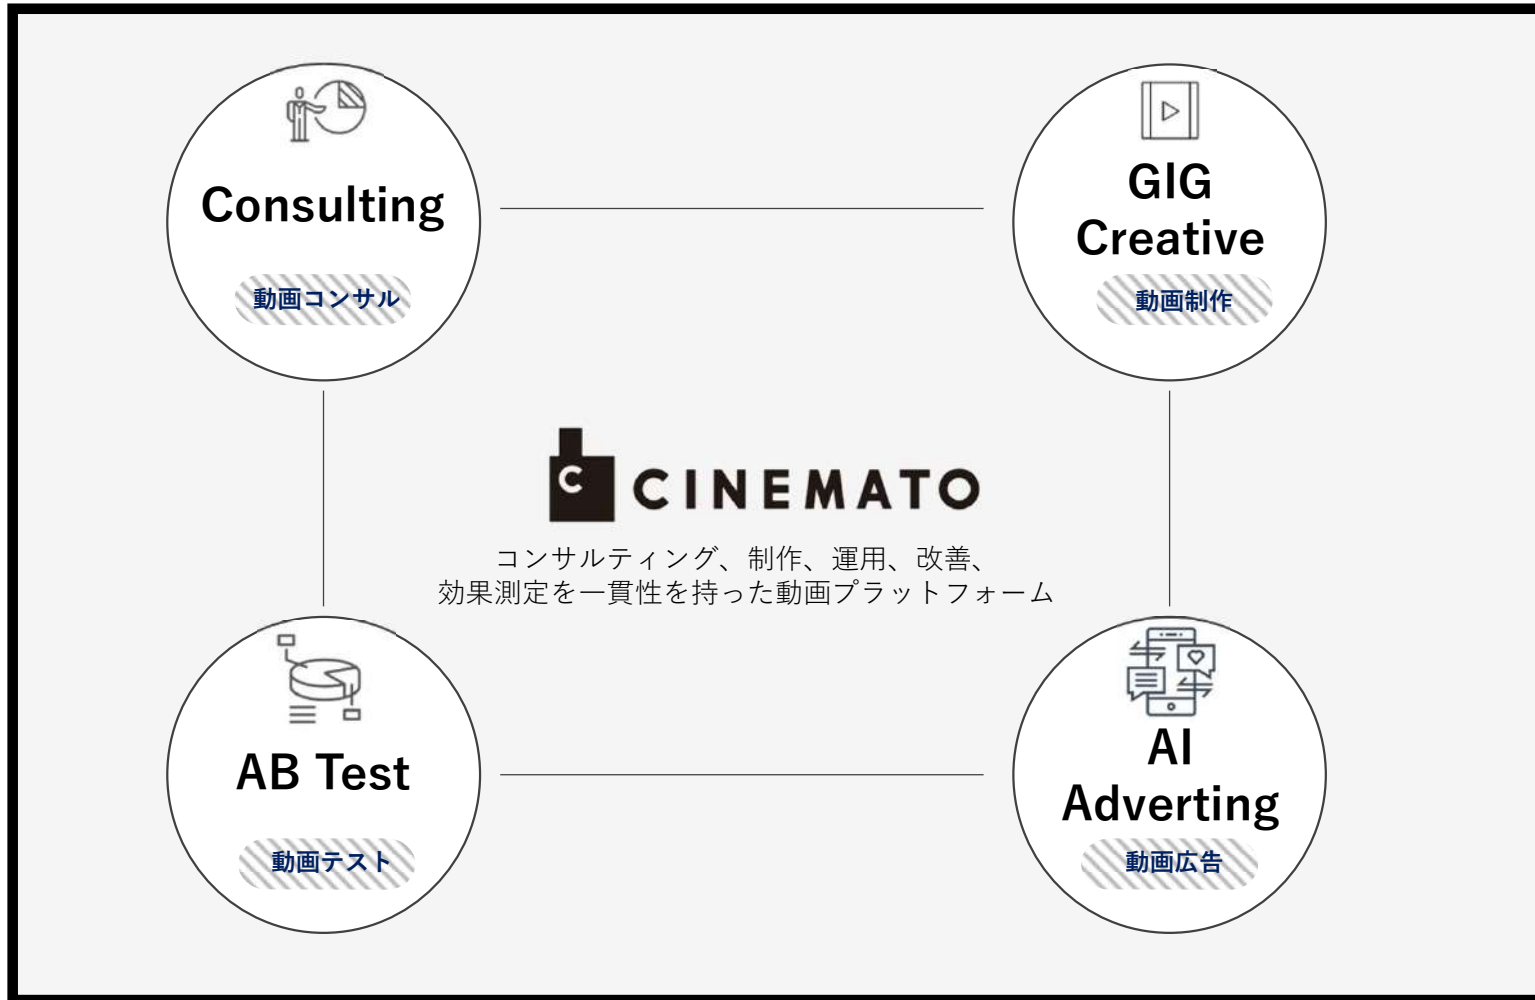 Consulting
動画コンサル
GIG
Creative
動画制作
C CINEMATO
コンサルティング、制作、運用、改善、
効果測定を一貫性を持った動画プラットフォーム
AB Test
動画テスト
AI
Adverting
動画広告